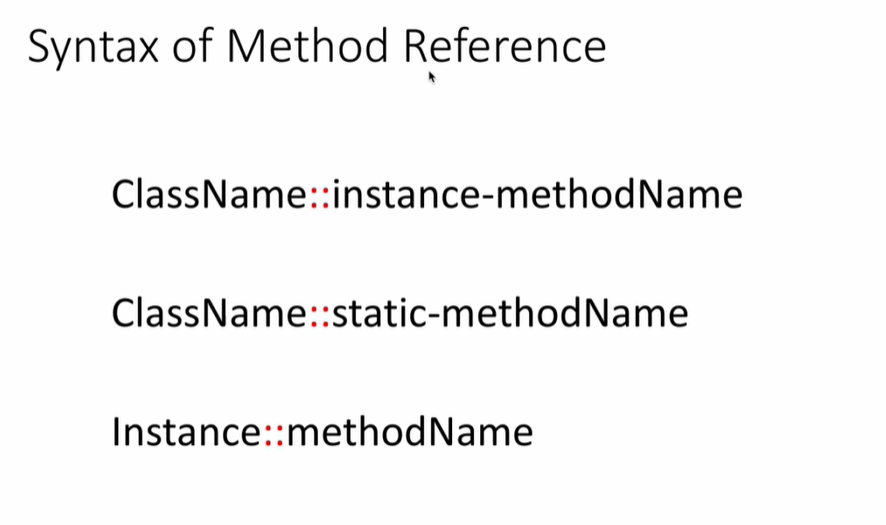 Syntax of Method Reference
ClassName::instance-methodName
ClassName::static-methodName
Instance::methodName